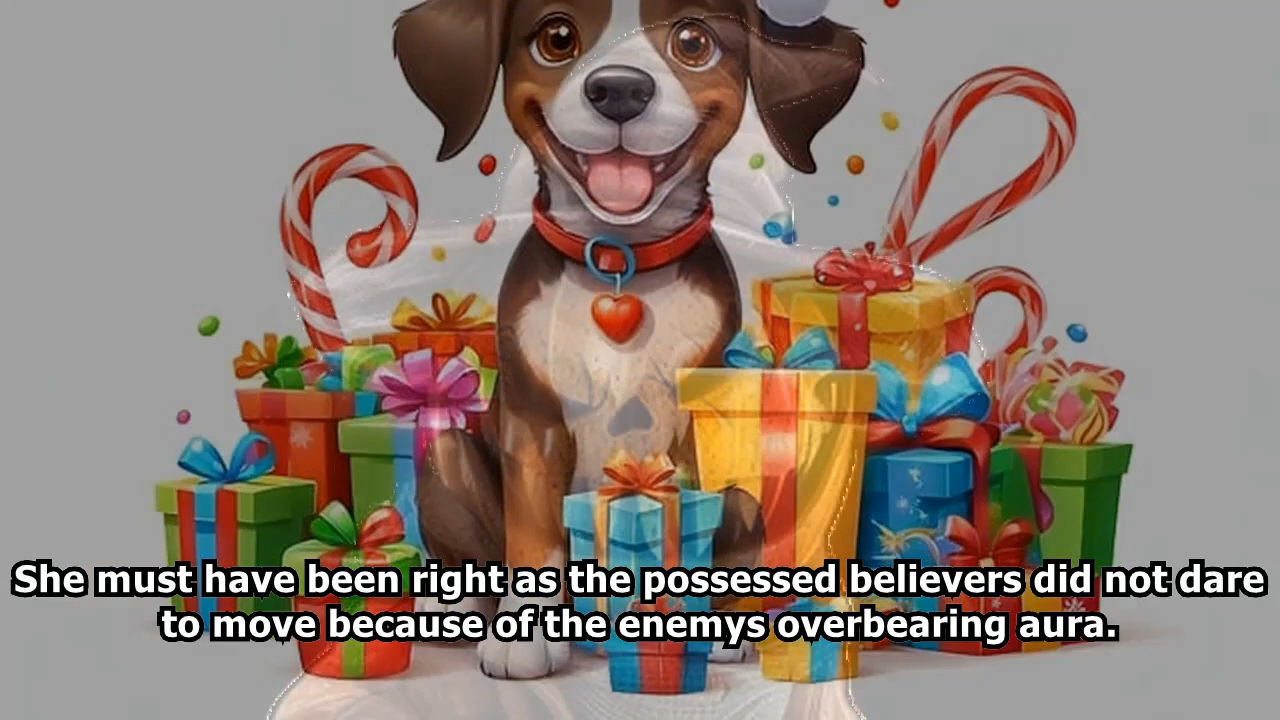 She must have been right as the possessed believers did not dare
to move because of the enemys overbearing aura.